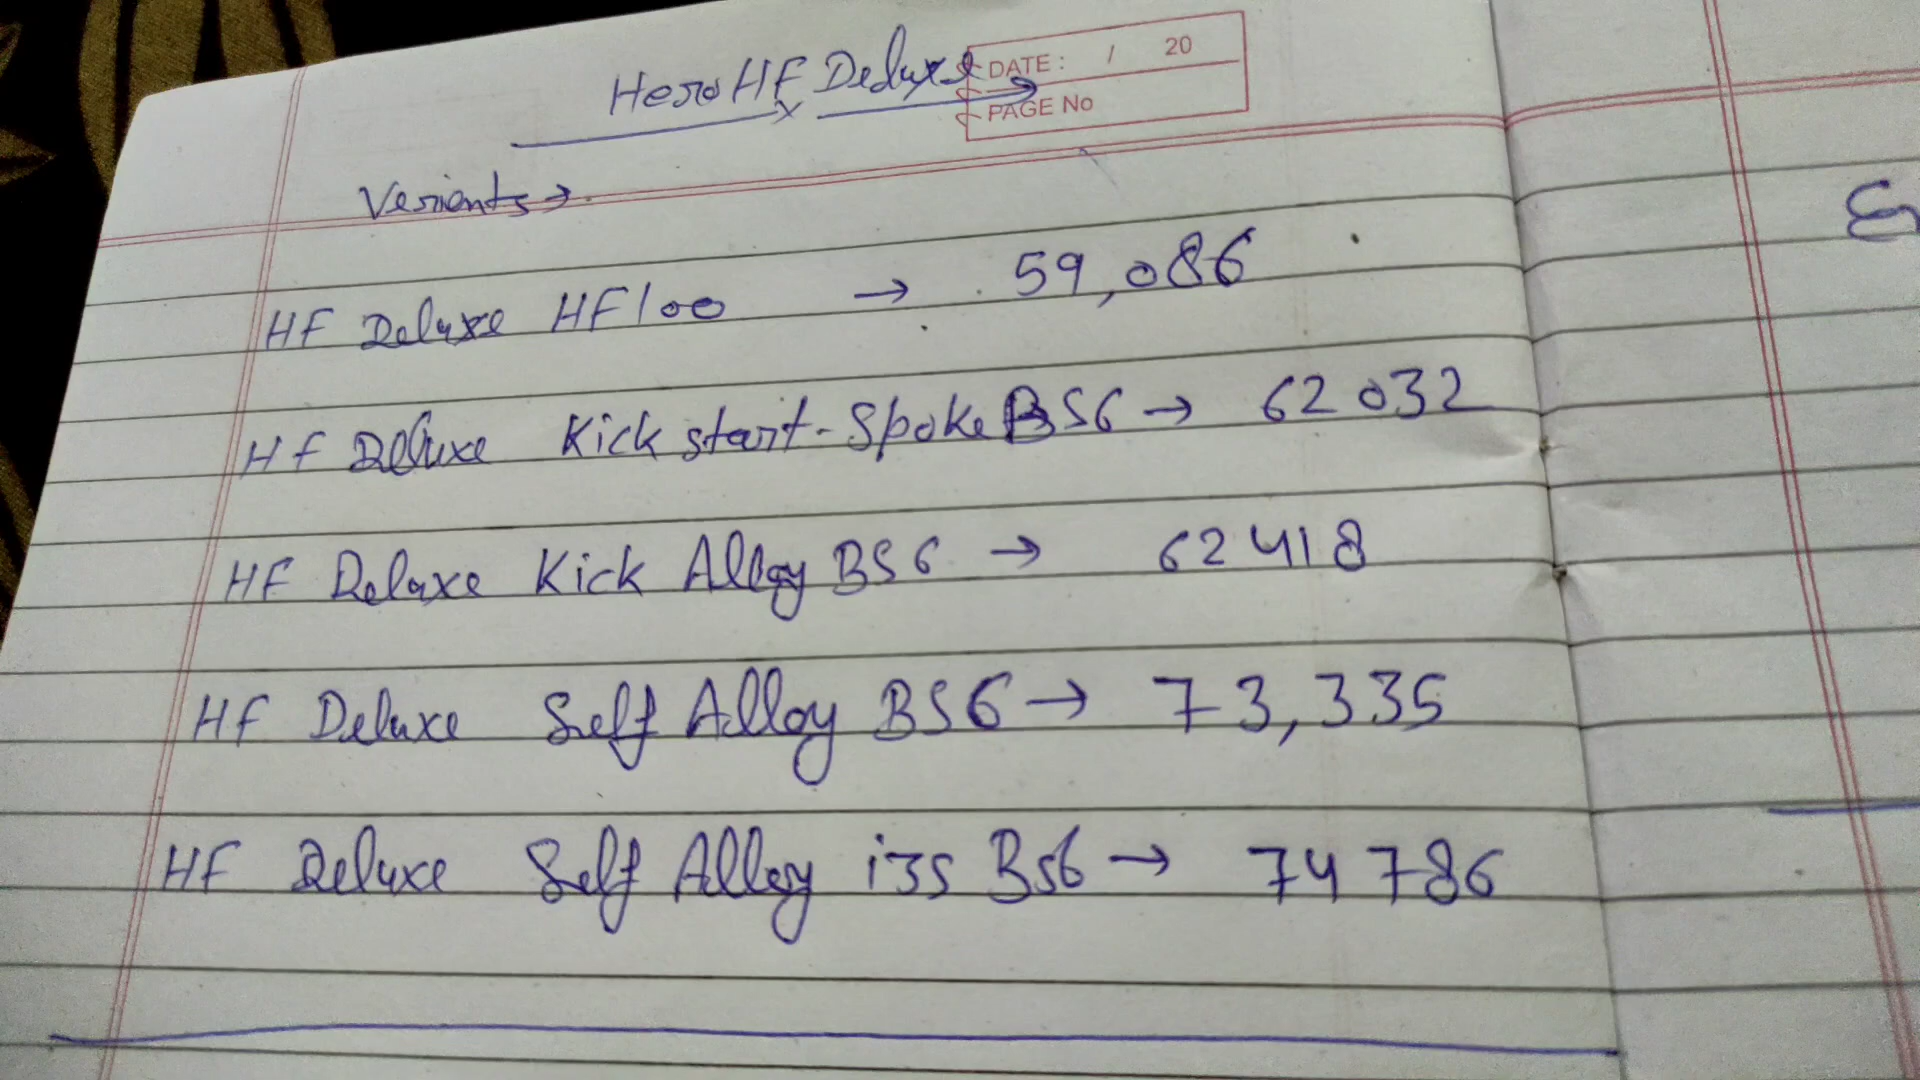 Hero HF Deluxe
DATE : / 20
PAGE No
Verients →
HF Deluxe HF100 → 59,086
HF Deluxe Kick start-Spoke BS6 → 62032
HF Deluxe Kick Alloy BS6 → 62418
HF Deluxe Self Alloy BS6 → 73,335
HF Deluxe Self Alloy i3S BS6 → 74786